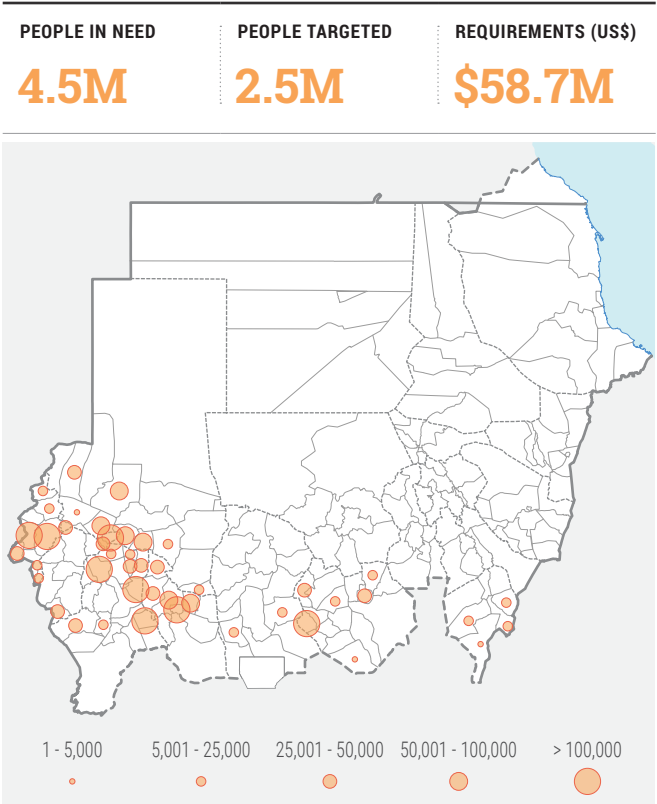 PEOPLE IN NEED PEOPLE TARGETED REQUIREMENTS (US$)
4.5M 2.5M $58.7M
1 - 5,000 5,001 - 25,000 25,001 - 50,000 50,001 - 100,000 > 100,000